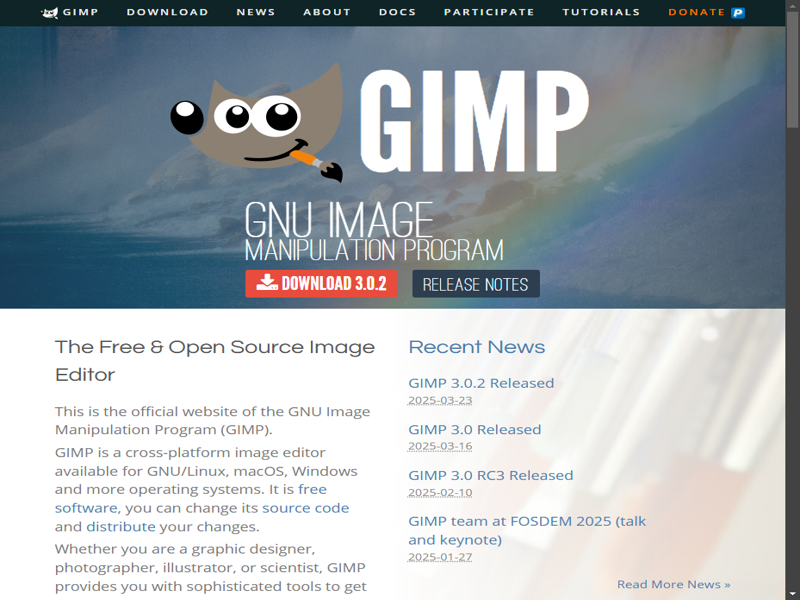 GIMP DOWNLOAD NEWS ABOUT DOCS PARTICIPATE TUTORIALS DONATE
GIMP
GNU IMAGE
MANIPULATION PROGRAM
DOWNLOAD 3.0.2 RELEASE NOTES
The Free & Open Source Image
Editor
This is the official website of the GNU Image
Manipulation Program (GIMP).
GIMP is a cross-platform image editor
available for GNU/Linux, macOS, Windows
and more operating systems. It is free
software, you can change its source code
and distribute your changes.
Whether you are a graphic designer,
photographer, illustrator, or scientist, GIMP
provides you with sophisticated tools to get
Recent News
GIMP 3.0.2 Released
2025-03-23
GIMP 3.0 Released
2025-03-16
GIMP 3.0 RC3 Released
2025-02-10
GIMP team at FOSDEM 2025 (talk
and keynote)
2025-01-27
Read More News »